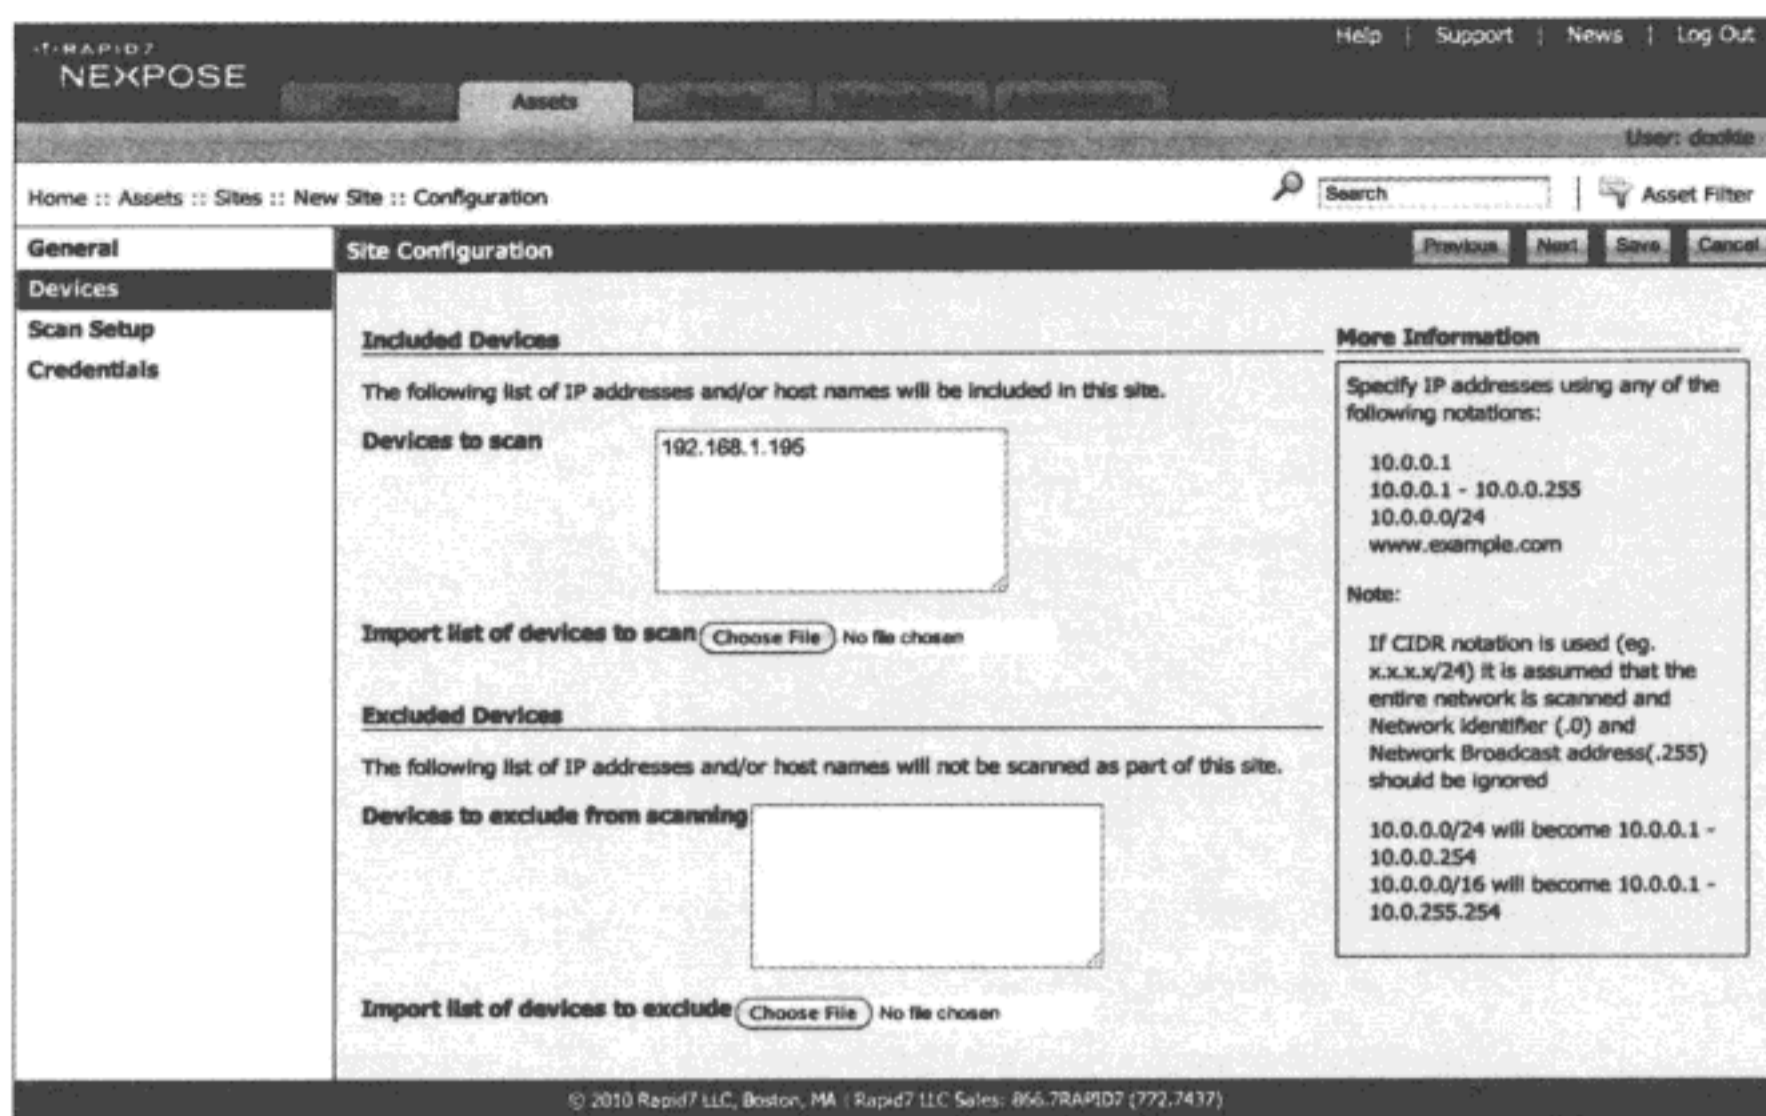 RAPID7
NEXPOSE
Help | Support | News | Log Out
Assets
User: dookie
Home :: Assets :: Sites :: New Site :: Configuration
Search
Asset Filter
General
Devices
Scan Setup
Credentials
Site Configuration
Previous Next Save Cancel
Included Devices
The following list of IP addresses and/or host names will be included in this site.
Devices to scan
192.168.1.195
Import list of devices to scan Choose File No file chosen
Excluded Devices
The following list of IP addresses and/or host names will not be scanned as part of this site.
Devices to exclude from scanning
Import list of devices to exclude Choose File No file chosen
More Information
Specify IP addresses using any of the
following notations:
10.0.0.1
10.0.0.1 - 10.0.0.255
10.0.0.0/24
www.example.com
Note:
If CIDR notation is used (eg.
x.x.x.x/24) it is assumed that the
entire network is scanned and
Network identifier (.0) and
Network Broadcast address(.255)
should be ignored
10.0.0.0/24 will become 10.0.0.1 -
10.0.0.254
10.0.0.0/16 will become 10.0.0.1 -
10.0.255.254
© 2010 Rapid7 LLC, Boston, MA | Rapid7 LLC Sales: 866.7RAPID7 (772.7437)